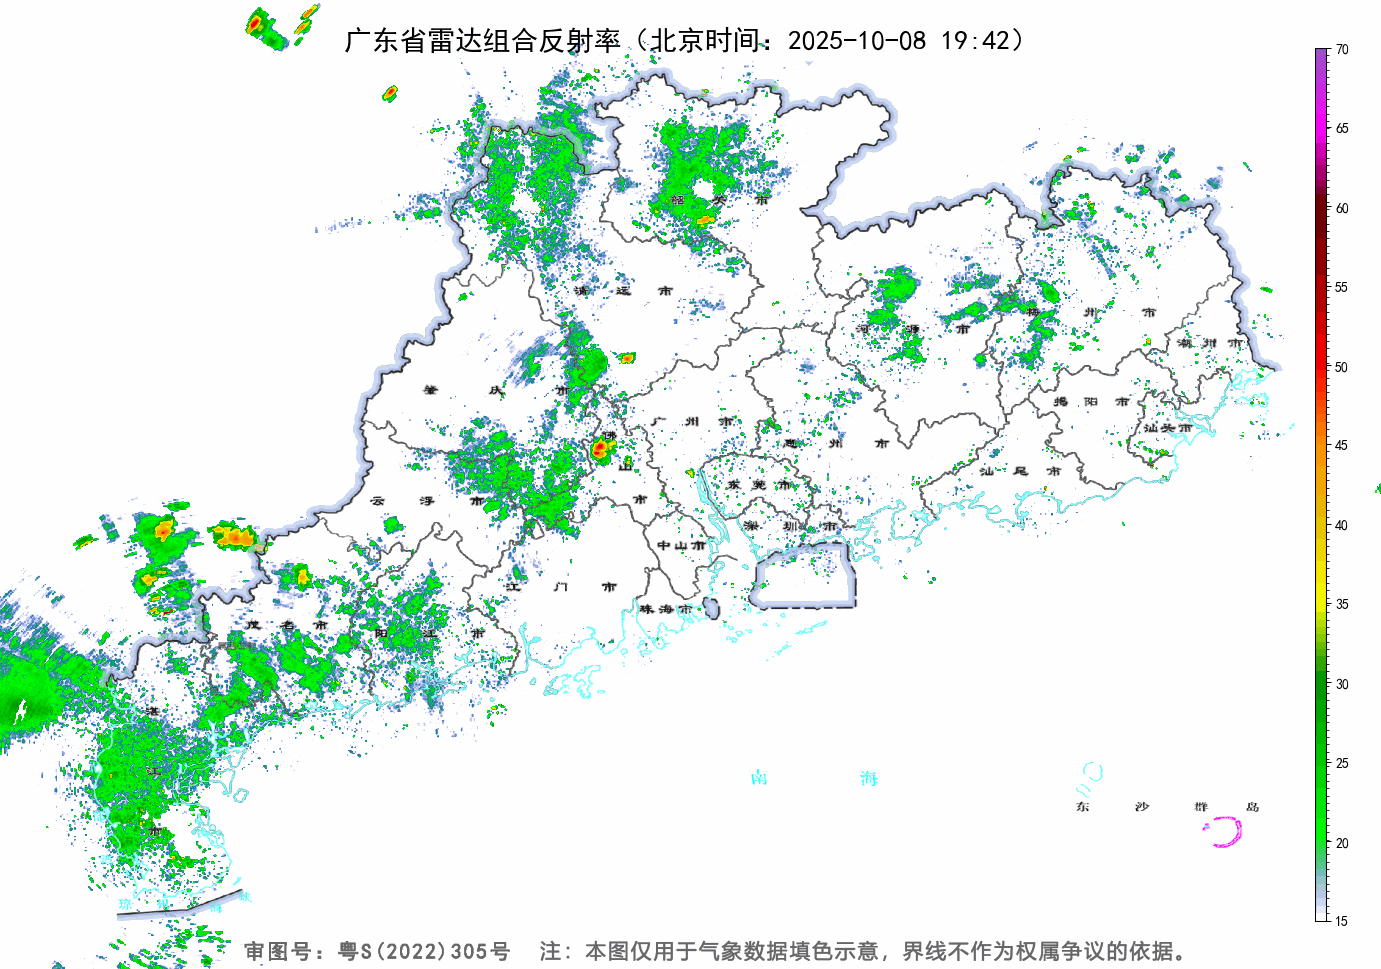 广东省雷达组合反射率（北京时间：2025-10-08 19:42）
70
65
60
55
50
45
40
35
30
25
20
15
韶关市
清远市
河源市
梅州市
潮州市
肇庆市
广州市
惠州市
揭阳市
汕头市
佛山市
云浮市
东莞市
汕尾市
深圳市
中山市
江门市
珠海市
茂名市
阳江市
湛江市
南海
东沙群岛
琼州海峡
审图号：粤S(2022)305号 注：本图仅用于气象数据填色示意，界线不作为权属争议的依据。